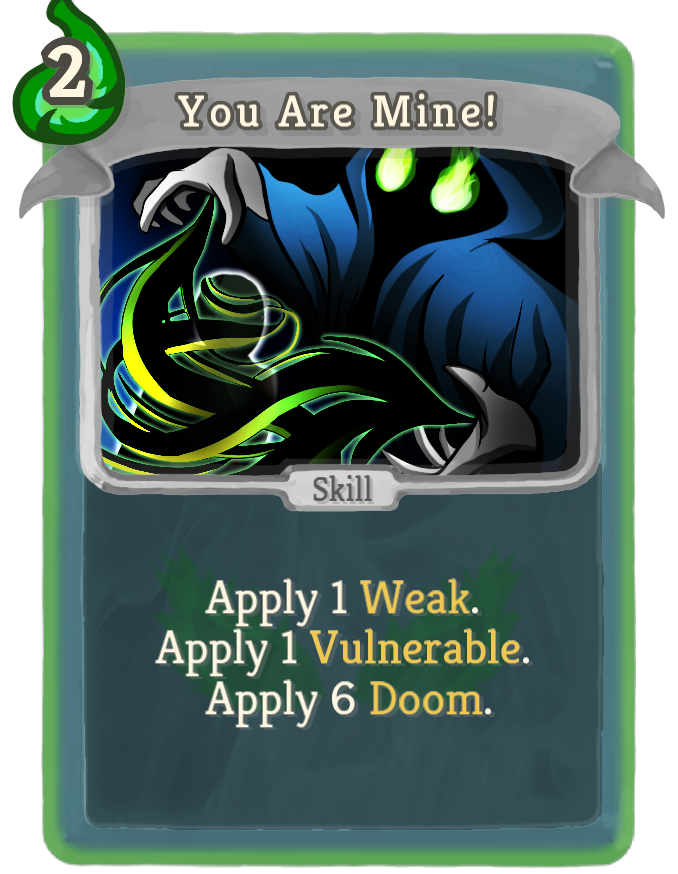 2
You Are Mine!
Skill
Apply 1 Weak.
Apply 1 Vulnerable.
Apply 6 Doom.